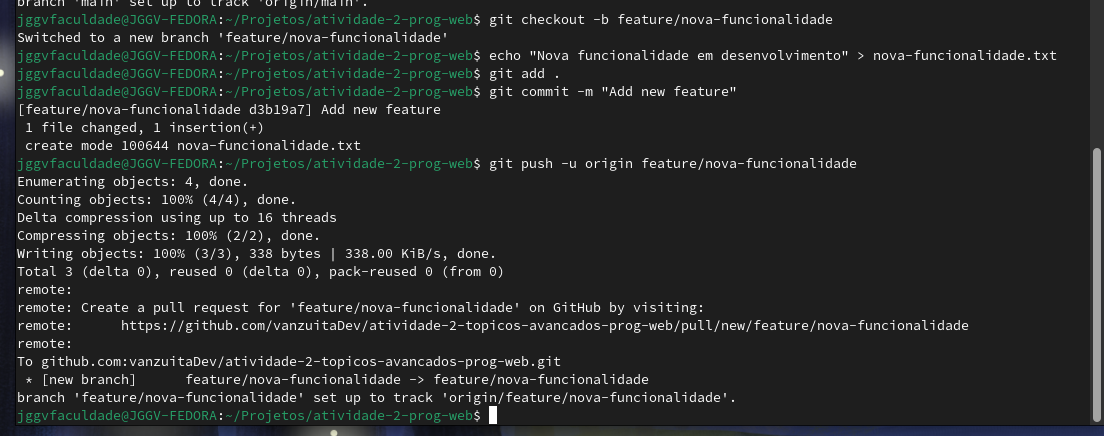 branch 'main' set up to track 'origin/main'.
jggvfaculdade@JGGV-FEDORA:~/Projetos/atividade-2-prog-web$ git checkout -b feature/nova-funcionalidade
Switched to a new branch 'feature/nova-funcionalidade'
jggvfaculdade@JGGV-FEDORA:~/Projetos/atividade-2-prog-web$ echo "Nova funcionalidade em desenvolvimento" > nova-funcionalidade.txt
jggvfaculdade@JGGV-FEDORA:~/Projetos/atividade-2-prog-web$ git add .
jggvfaculdade@JGGV-FEDORA:~/Projetos/atividade-2-prog-web$ git commit -m "Add new feature"
[feature/nova-funcionalidade d3b19a7] Add new feature
 1 file changed, 1 insertion(+)
 create mode 100644 nova-funcionalidade.txt
jggvfaculdade@JGGV-FEDORA:~/Projetos/atividade-2-prog-web$ git push -u origin feature/nova-funcionalidade
Enumerating objects: 4, done.
Counting objects: 100% (4/4), done.
Delta compression using up to 16 threads
Compressing objects: 100% (2/2), done.
Writing objects: 100% (3/3), 338 bytes | 338.00 KiB/s, done.
Total 3 (delta 0), reused 0 (delta 0), pack-reused 0 (from 0)
remote:
remote: Create a pull request for 'feature/nova-funcionalidade' on GitHub by visiting:
remote:      https://github.com/vanzuitaDev/atividade-2-topicos-avancados-prog-web/pull/new/feature/nova-funcionalidade
remote:
To github.com:vanzuitaDev/atividade-2-topicos-avancados-prog-web.git
 * [new branch]      feature/nova-funcionalidade -> feature/nova-funcionalidade
branch 'feature/nova-funcionalidade' set up to track 'origin/feature/nova-funcionalidade'.
jggvfaculdade@JGGV-FEDORA:~/Projetos/atividade-2-prog-web$